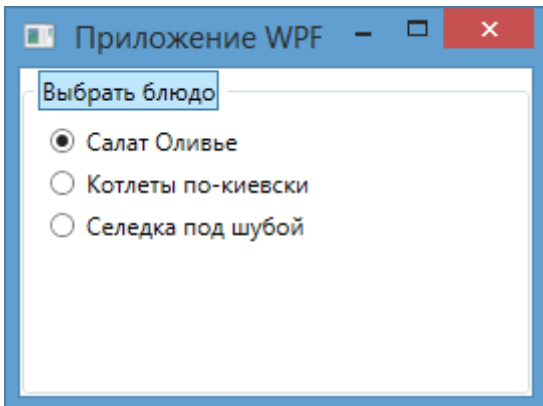 Приложение WPF
Выбрать блюдо
Салат Оливье
Котлеты по-киевски
Селедка под шубой